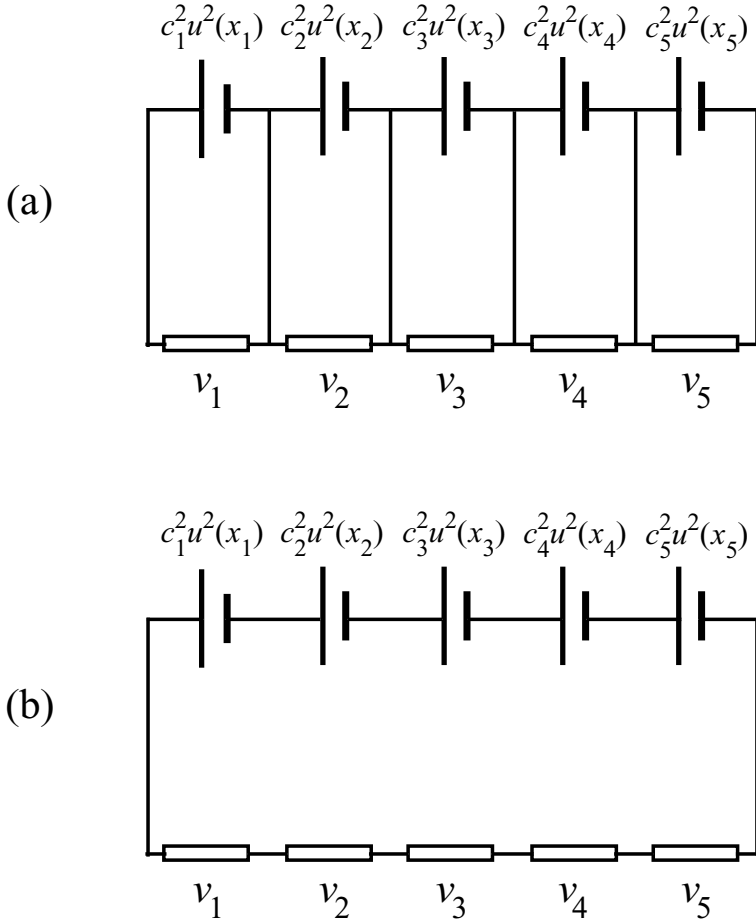 c₁²u²(x₁) c₂²u²(x₂) c₃²u²(x₃) c₄²u²(x₄) c₅²u²(x₅)
(a)
v₁ v₂ v₃ v₄ v₅
c₁²u²(x₁) c₂²u²(x₂) c₃²u²(x₃) c₄²u²(x₄) c₅²u²(x₅)
(b)
v₁ v₂ v₃ v₄ v₅